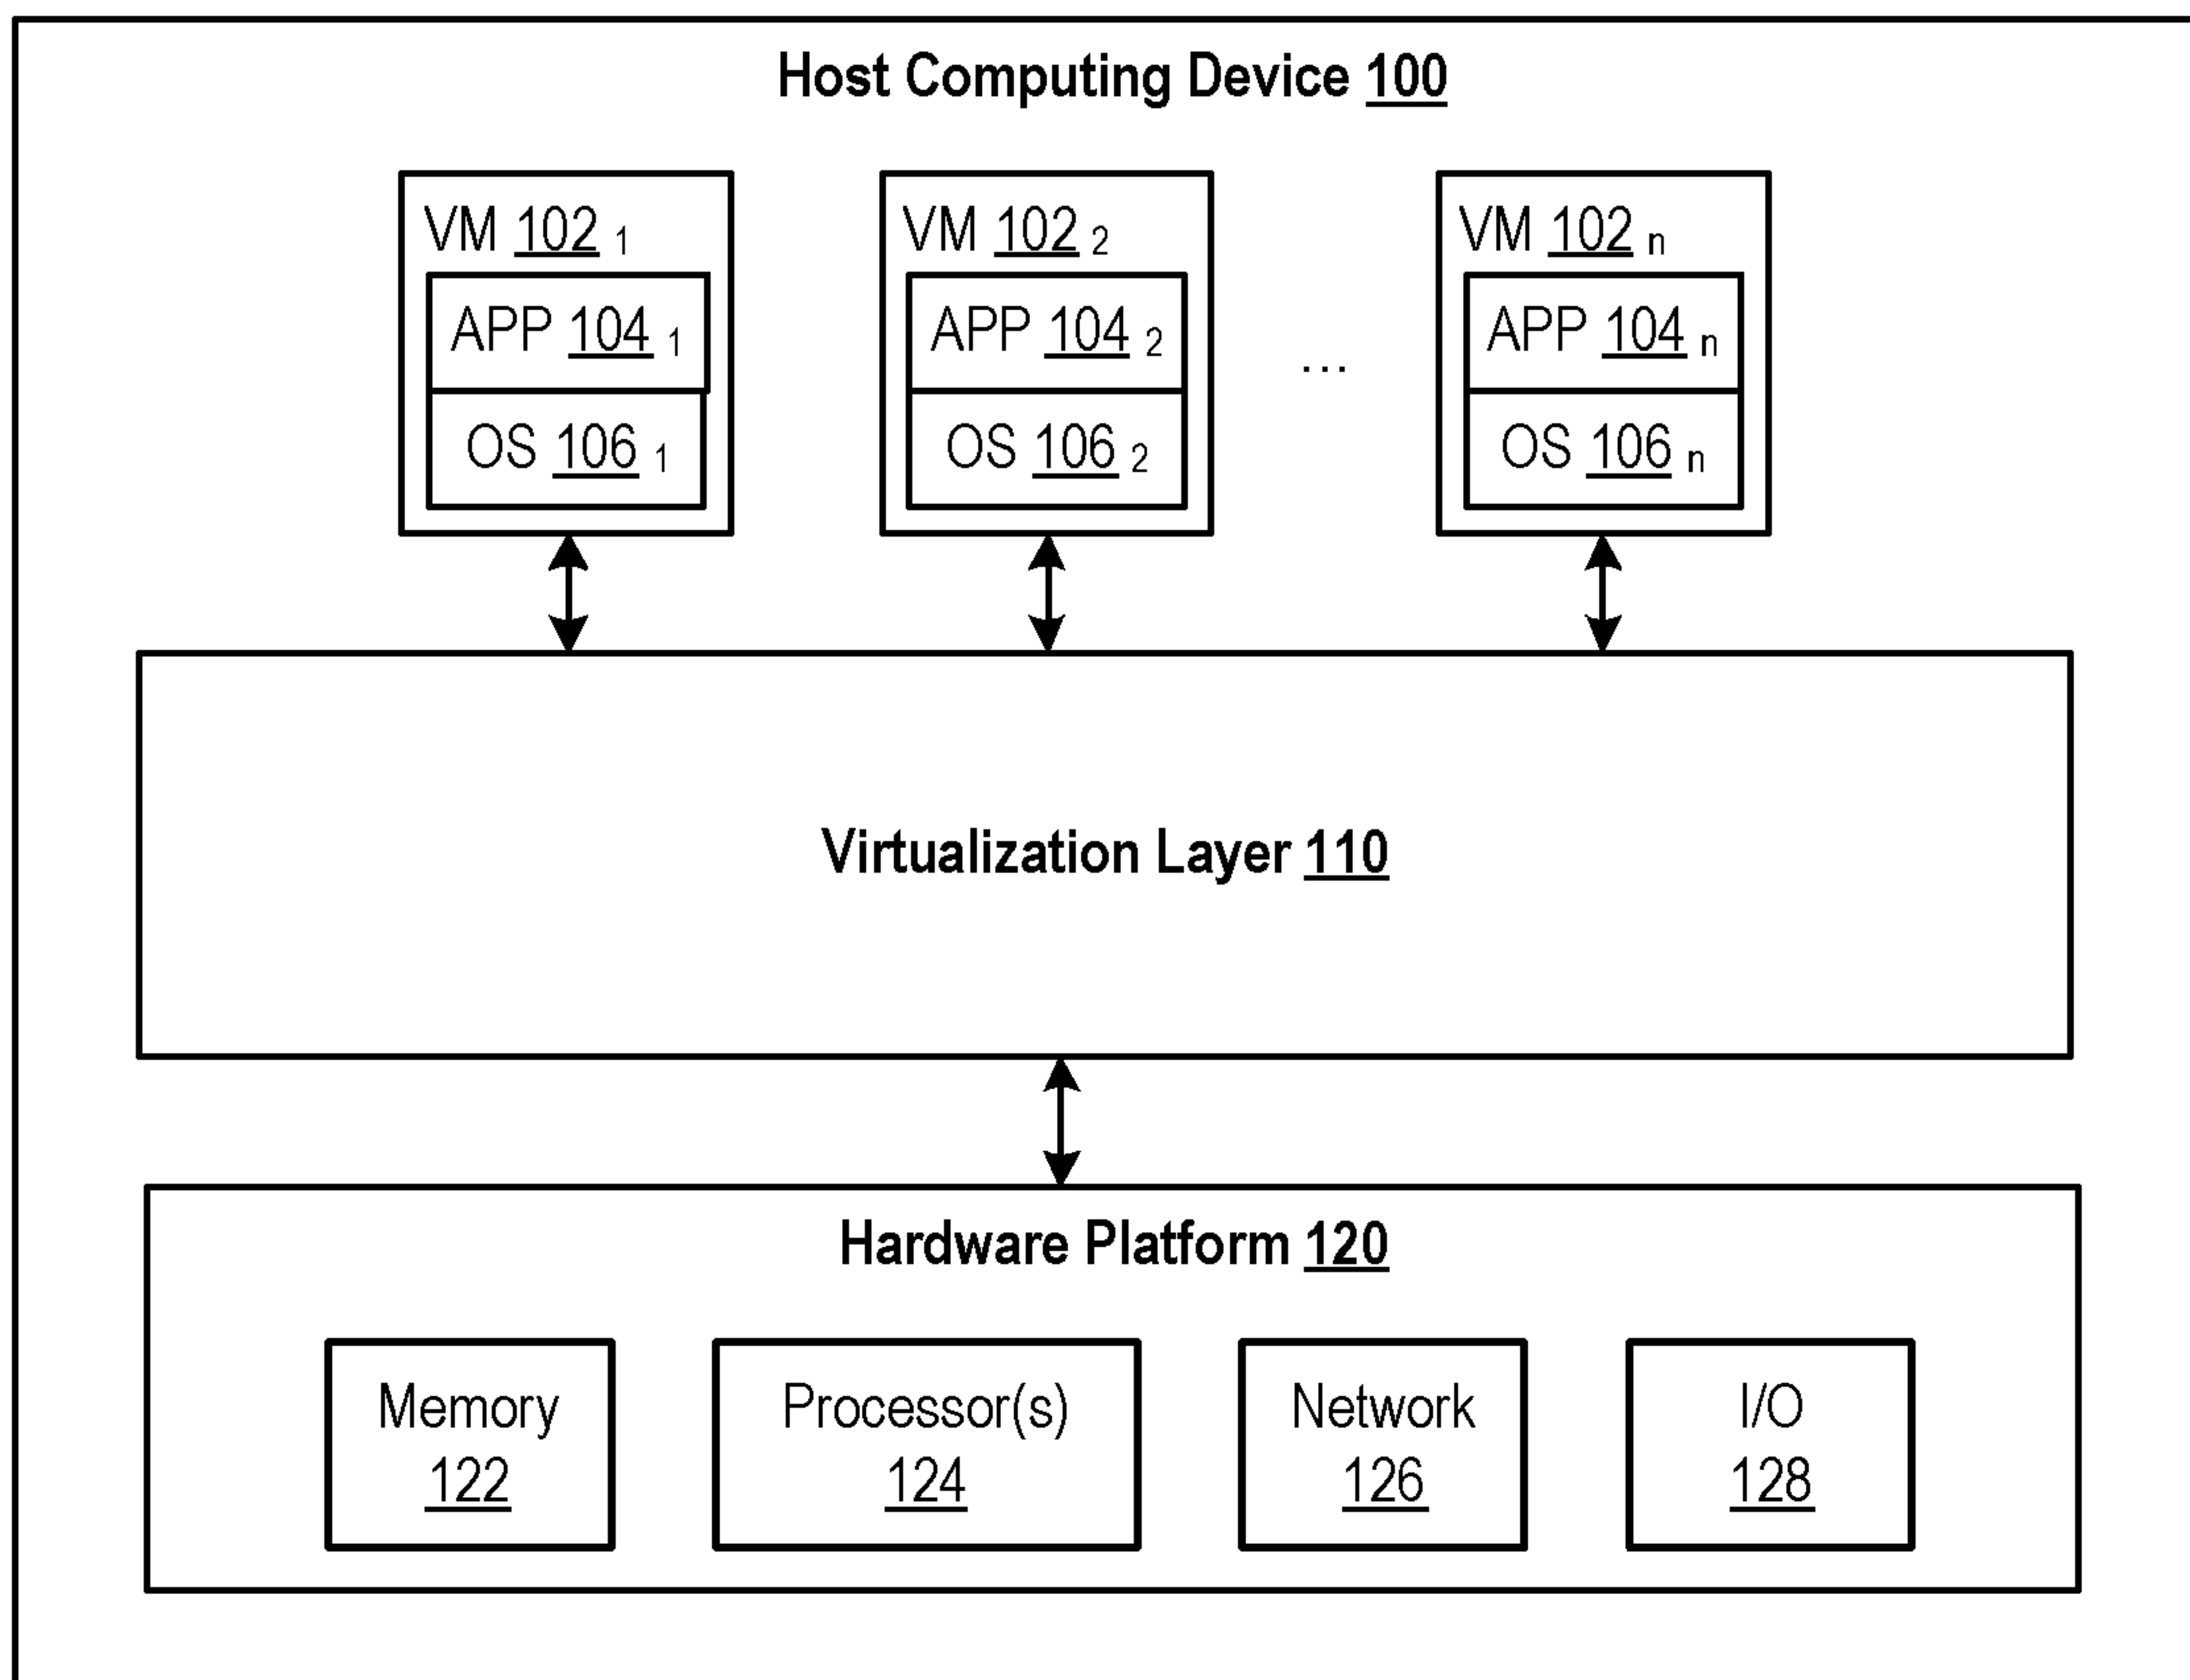 Host Computing Device 100
VM 102 1 VM 102 2 VM 102 n
APP 104 1 APP 104 2 ... APP 104 n
OS 106 1 OS 106 2 OS 106 n
Virtualization Layer 110
Hardware Platform 120
Memory Processor(s) Network I/O
122 124 126 128